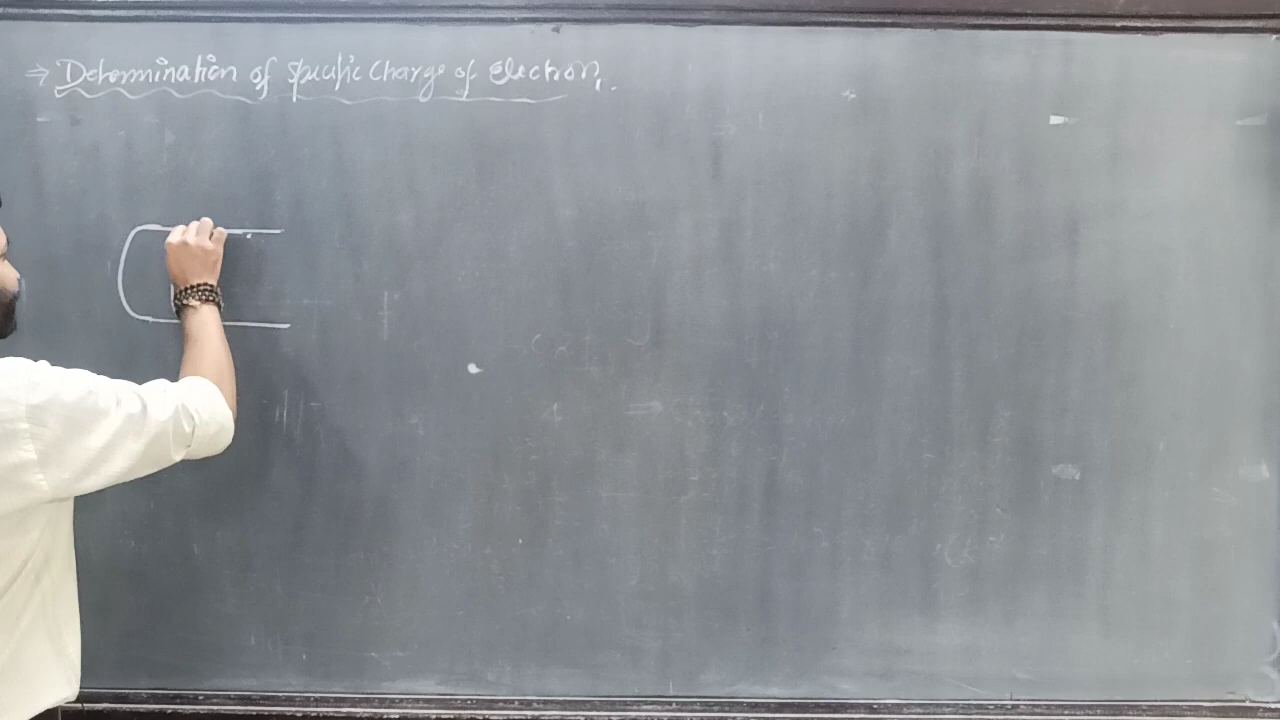 ⇒ Determination of Specific Charge of Electron.